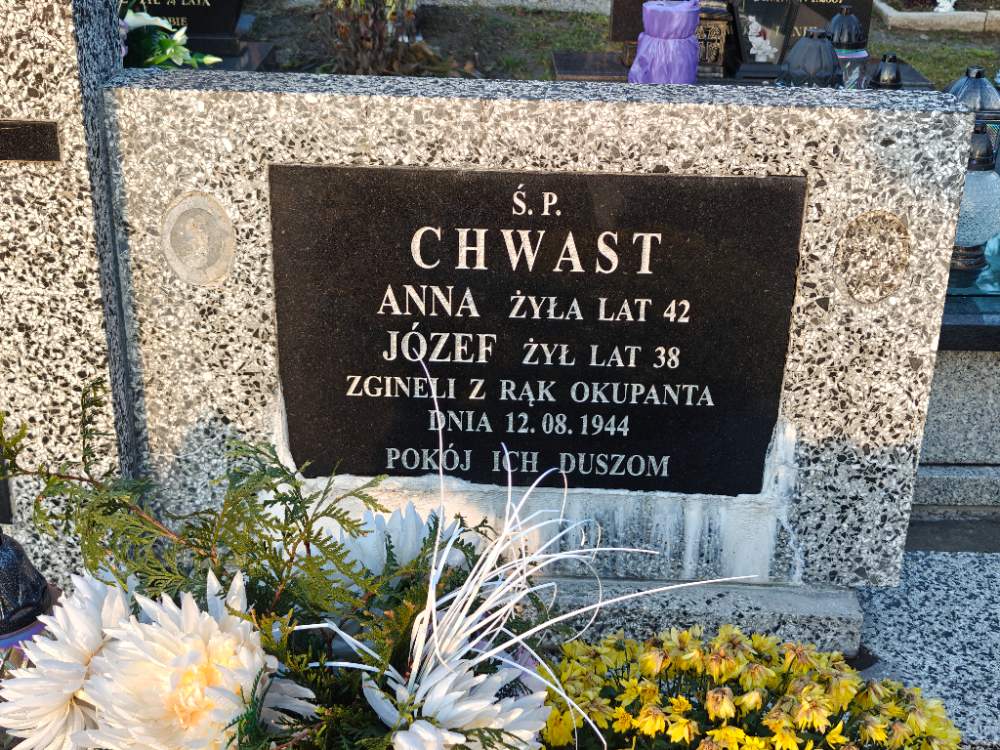 Ś. P.
CHWAST
ANNA ŻYŁA LAT 42
JÓZEF ŻYŁ LAT 38
ZGINELI Z RĄK OKUPANTA
DNIA 12.08.1944
POKÓJ ICH DUSZOM